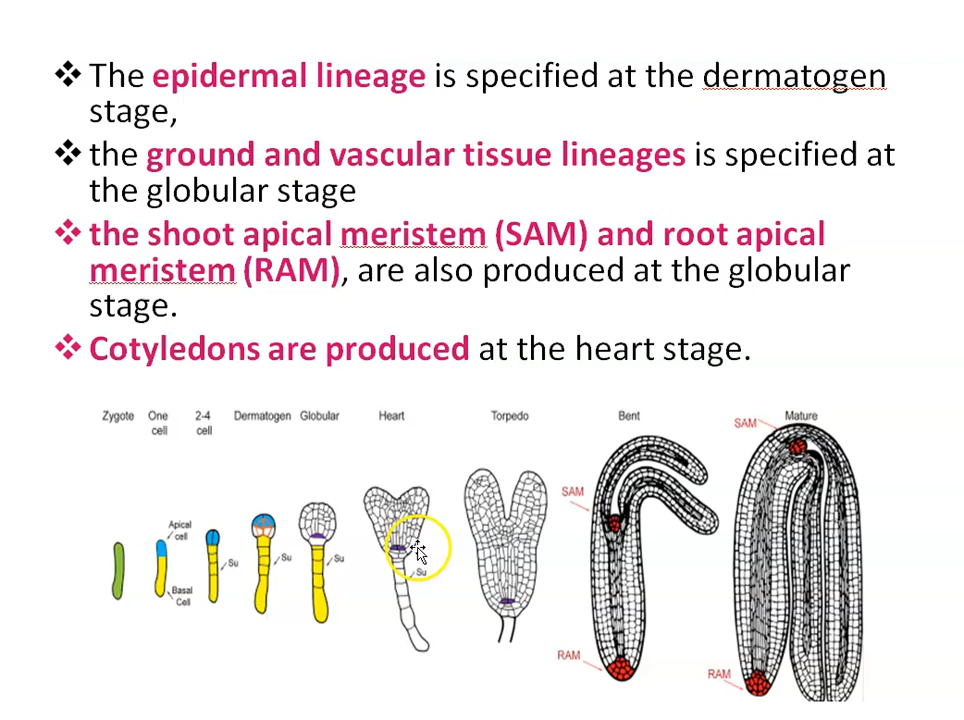 The epidermal lineage is specified at the dermatogen
stage,
the ground and vascular tissue lineages is specified at
the globular stage
the shoot apical meristem (SAM) and root apical
meristem (RAM), are also produced at the globular
stage.
Cotyledons are produced at the heart stage.
Zygote One cell 2-4 cell Dermatogen Globular Heart Torpedo Bent Mature
SAM
SAM
Apical cell
Su
Su
Su
Su
Basal Cell
RAM
RAM